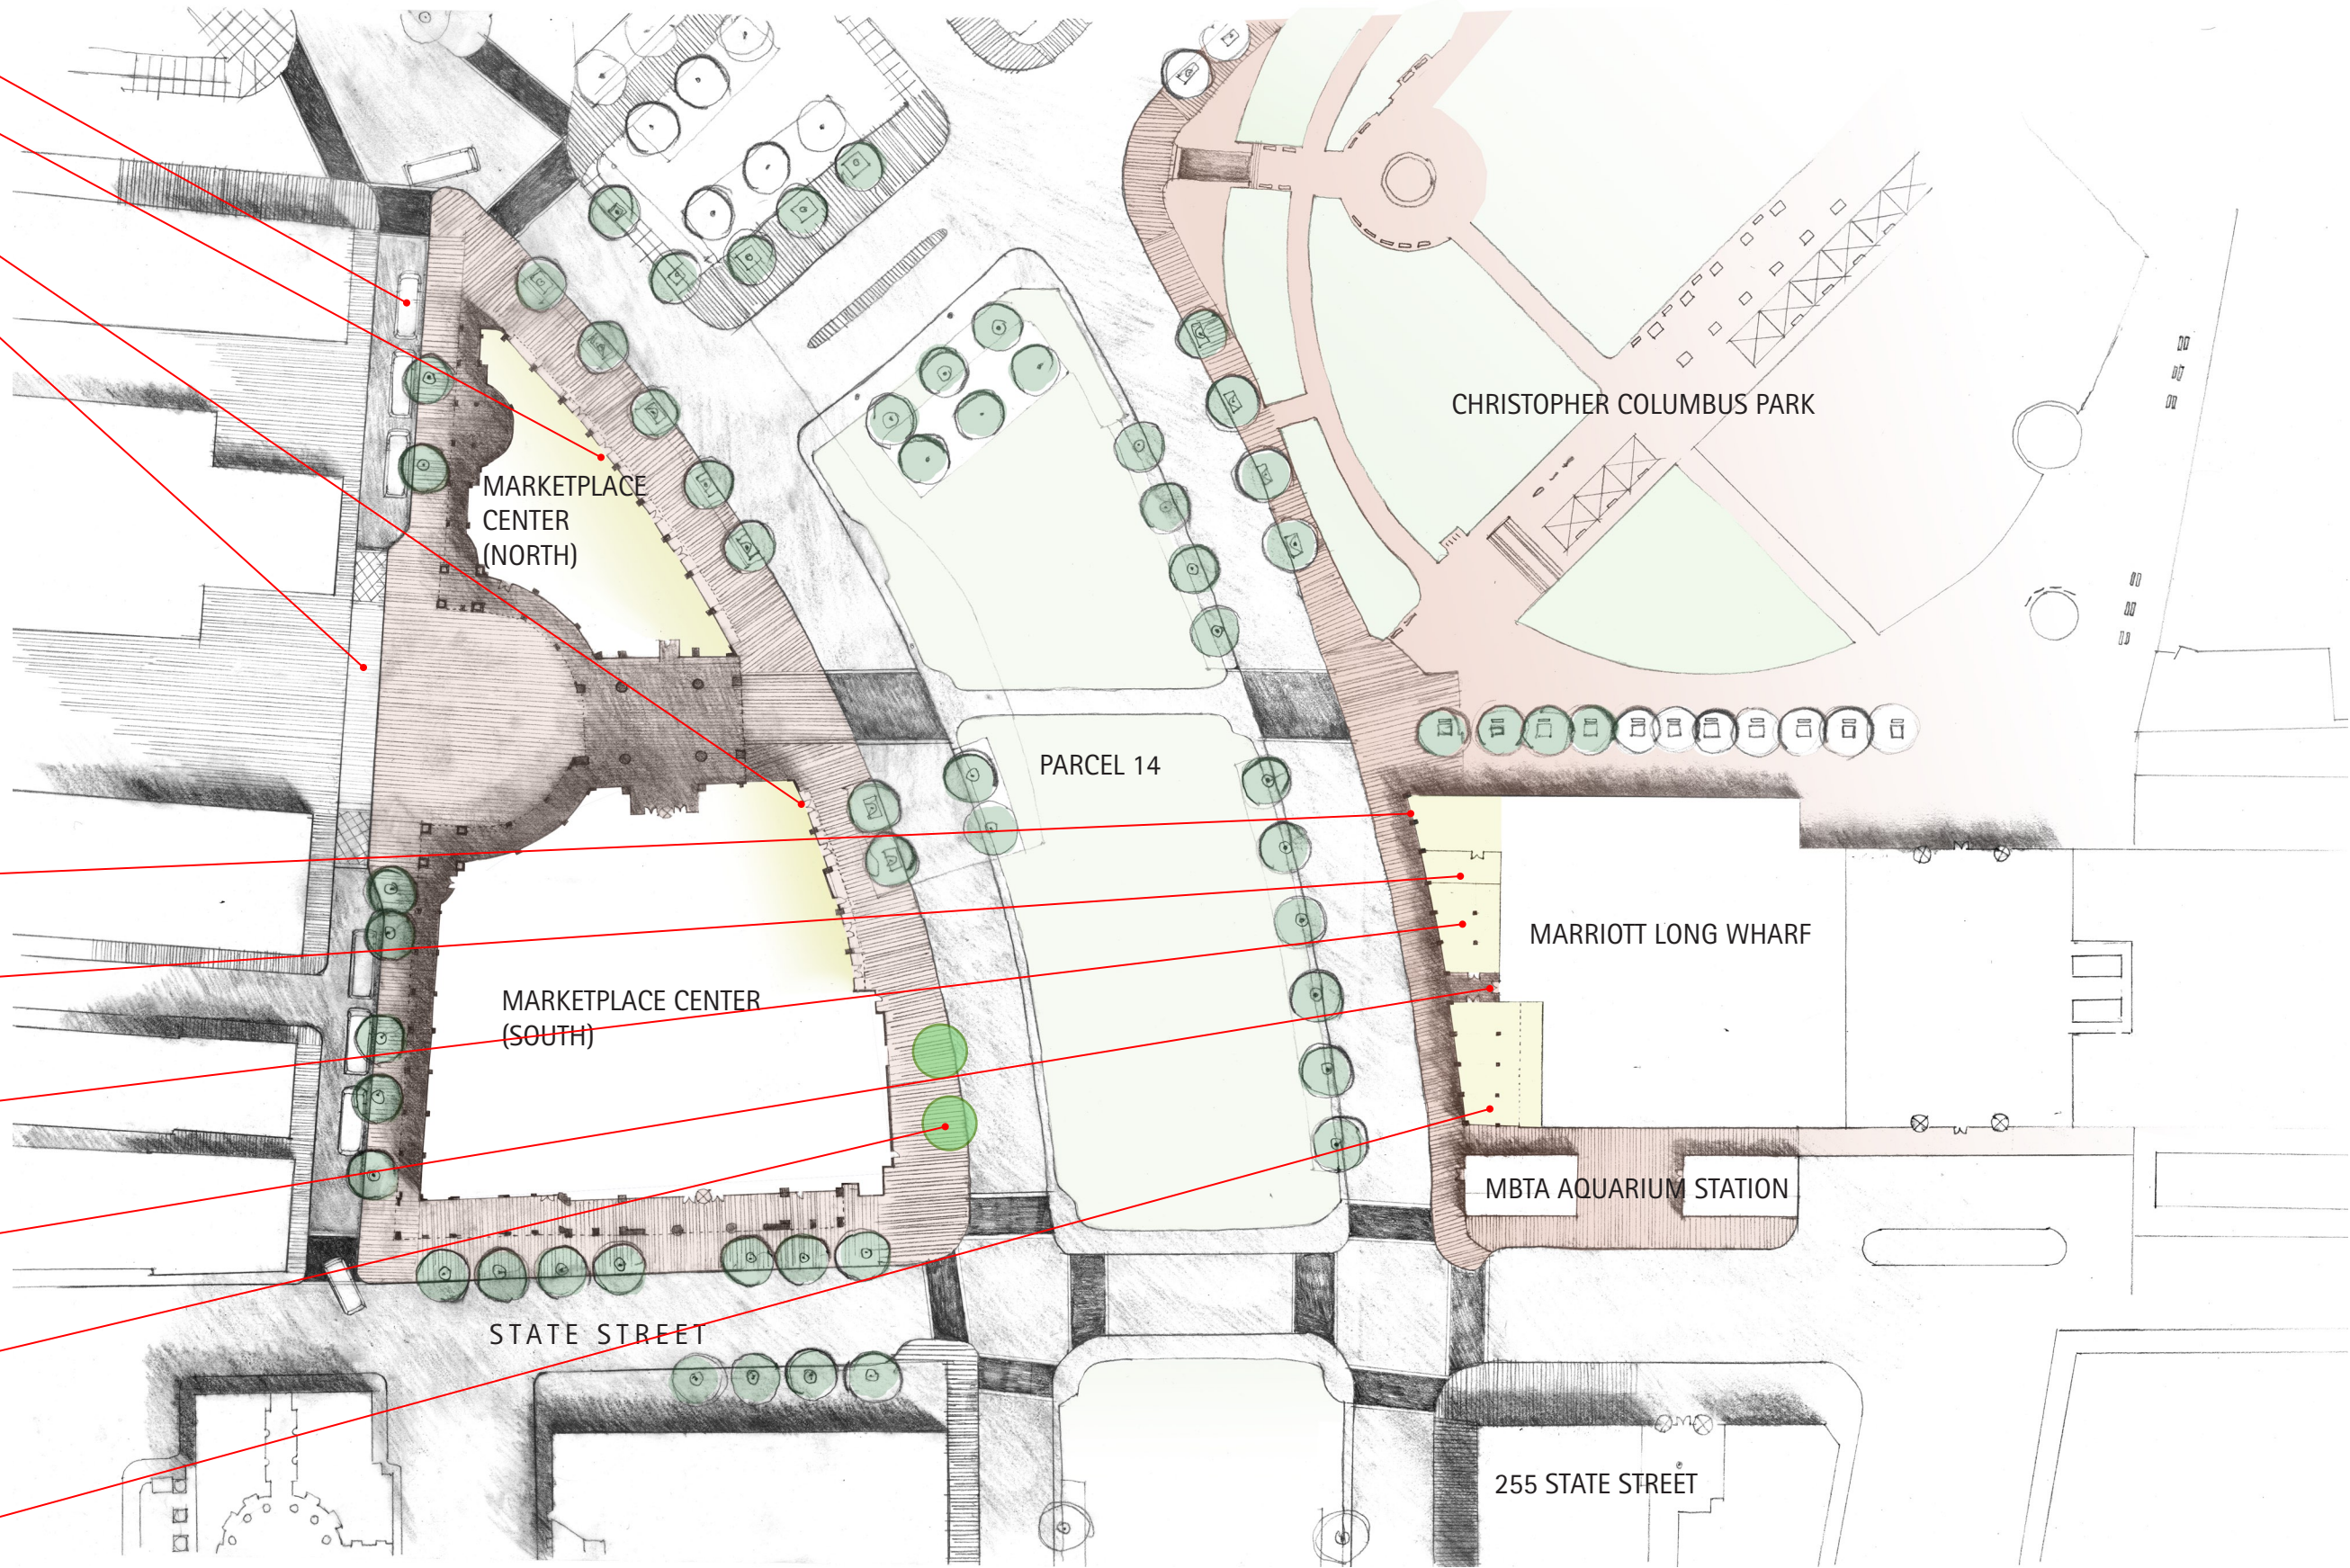 CHRISTOPHER COLUMBUS PARK
MARKETPLACE
CENTER
(NORTH)
PARCEL 14
MARRIOTT LONG WHARF
MARKETPLACE CENTER
(SOUTH)
MBTA AQUARIUM STATION
STATE STREET
255 STATE STREET